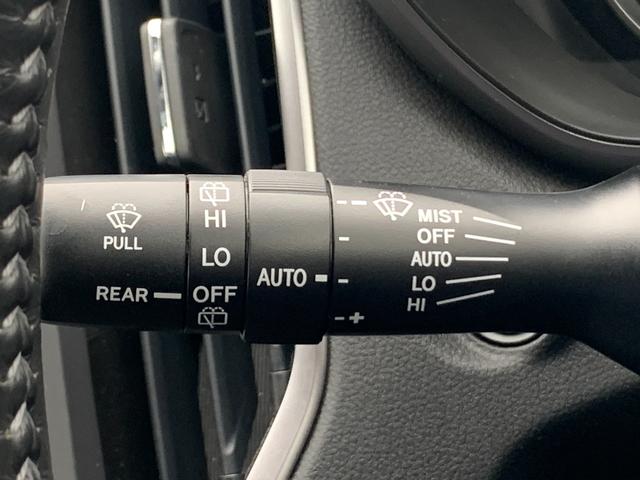 PULL
REAR
HI
LO
OFF
AUTO
- +
MIST
OFF
AUTO
LO
HI